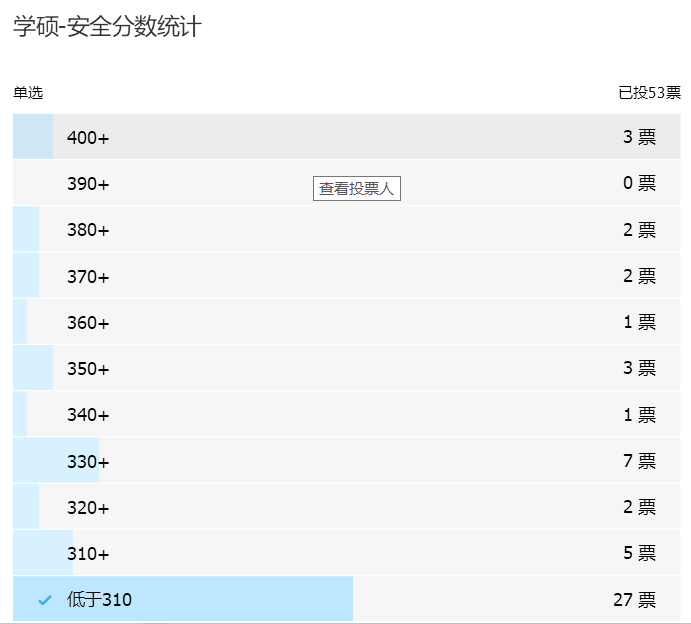 学硕-安全分数统计
单选 已投53票
400+ 3 票
390+ 0 票
查看投票人
380+ 2 票
370+ 2 票
360+ 1 票
350+ 3 票
340+ 1 票
330+ 7 票
320+ 2 票
310+ 5 票
低于310 27 票